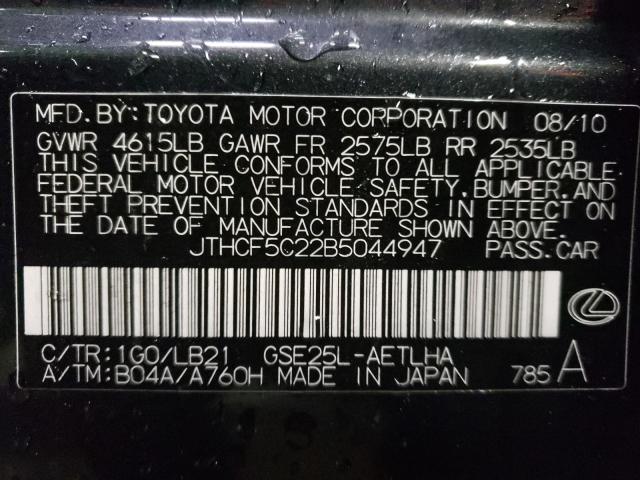 MFD.BY:TOYOTA MOTOR CORPORATION 08/10
GVWR 4615LB GAWR FR 2575LB RR 2535LB
THIS VEHICLE CONFORMS TO ALL APPLICABLE
FEDERAL MOTOR VEHICLE SAFETY,BUMPER,AND
THEFT PREVENTION STANDARDS IN EFFECT ON
THE DATE OF MANUFACTURE SHOWN ABOVE.
JTHCF5C22B5044947 PASS.CAR
C/TR:1G0/LB21 GSE25L-AETLHA
A/TM:B04A/A760H MADE IN JAPAN 785 A